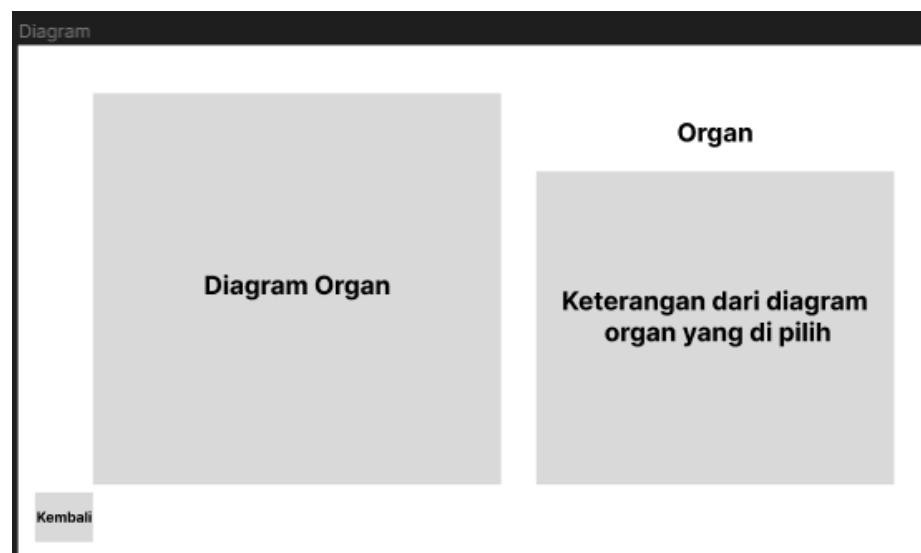 Diagram
Organ
Diagram Organ
Keterangan dari diagram
organ yang di pilih
Kembali